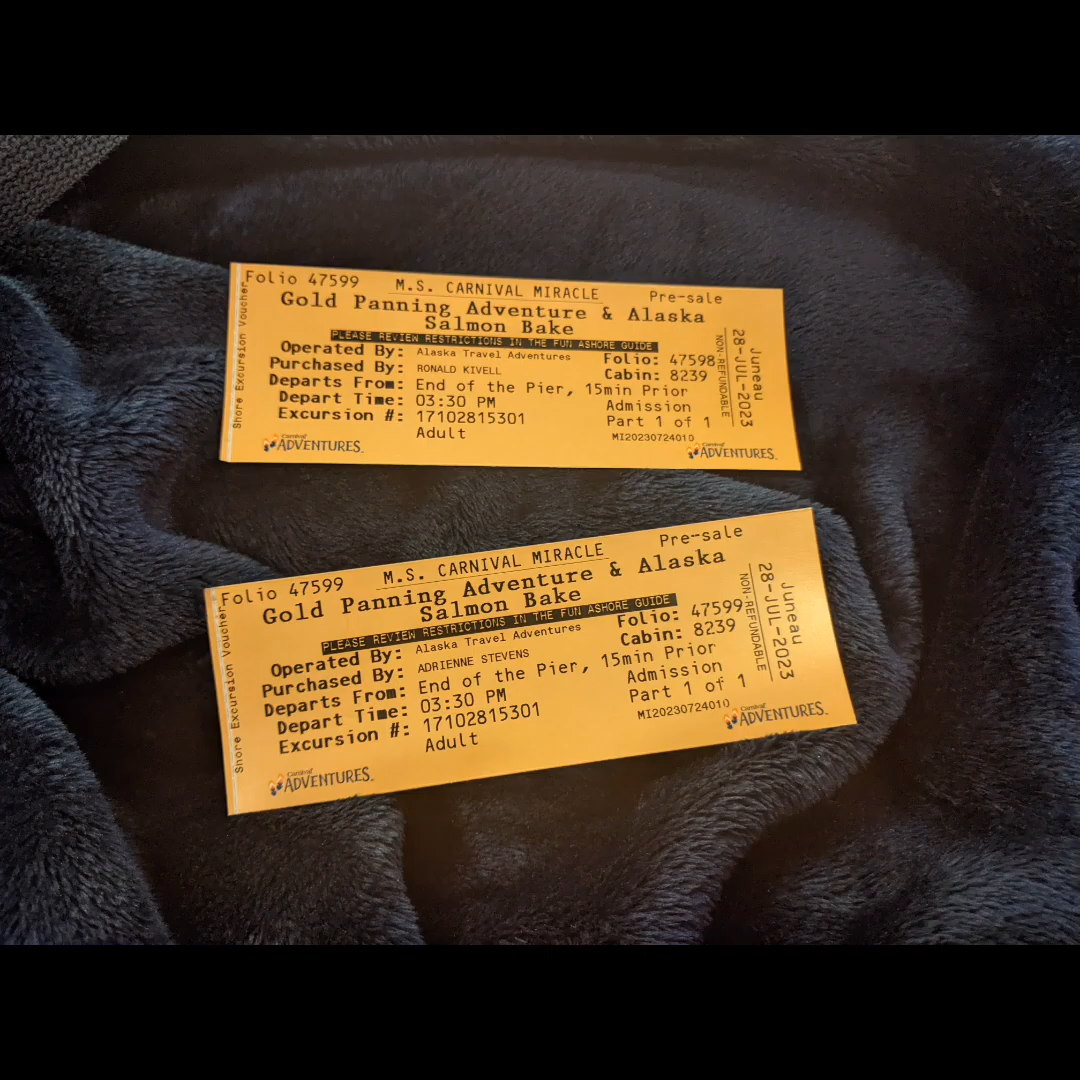 Folio 47599 M.S. CARNIVAL MIRACLE Pre-sale
Gold Panning Adventure & Alaska
Salmon Bake
PLEASE REVIEW RESTRICTIONS IN THE FUN ASHORE GUIDE
Operated By: Alaska Travel Adventures Folio: 47598
Purchased By: RONALD KIVELL Cabin: 8239
Departs From: End of the Pier, 15min Prior
Depart Time: 03:30 PM Admission
Excursion #: 17102815301 Part 1 of 1
Adult MI20230724010
Carnival ADVENTURES. Carnival ADVENTURES.
Shore Excursion Voucher
NON-REFUNDABLE
28-JUL-2023
Juneau
Folio 47599 M.S. CARNIVAL MIRACLE Pre-sale
Gold Panning Adventure & Alaska
Salmon Bake
PLEASE REVIEW RESTRICTIONS IN THE FUN ASHORE GUIDE
Operated By: Alaska Travel Adventures Folio: 47599
Purchased By: ADRIENNE STEVENS Cabin: 8239
Departs From: End of the Pier, 15min Prior
Depart Time: 03:30 PM Admission
Excursion #: 17102815301 Part 1 of 1
Adult MI20230724010
Carnival ADVENTURES. Carnival ADVENTURES.
Shore Excursion Voucher
NON-REFUNDABLE
28-JUL-2023
Juneau